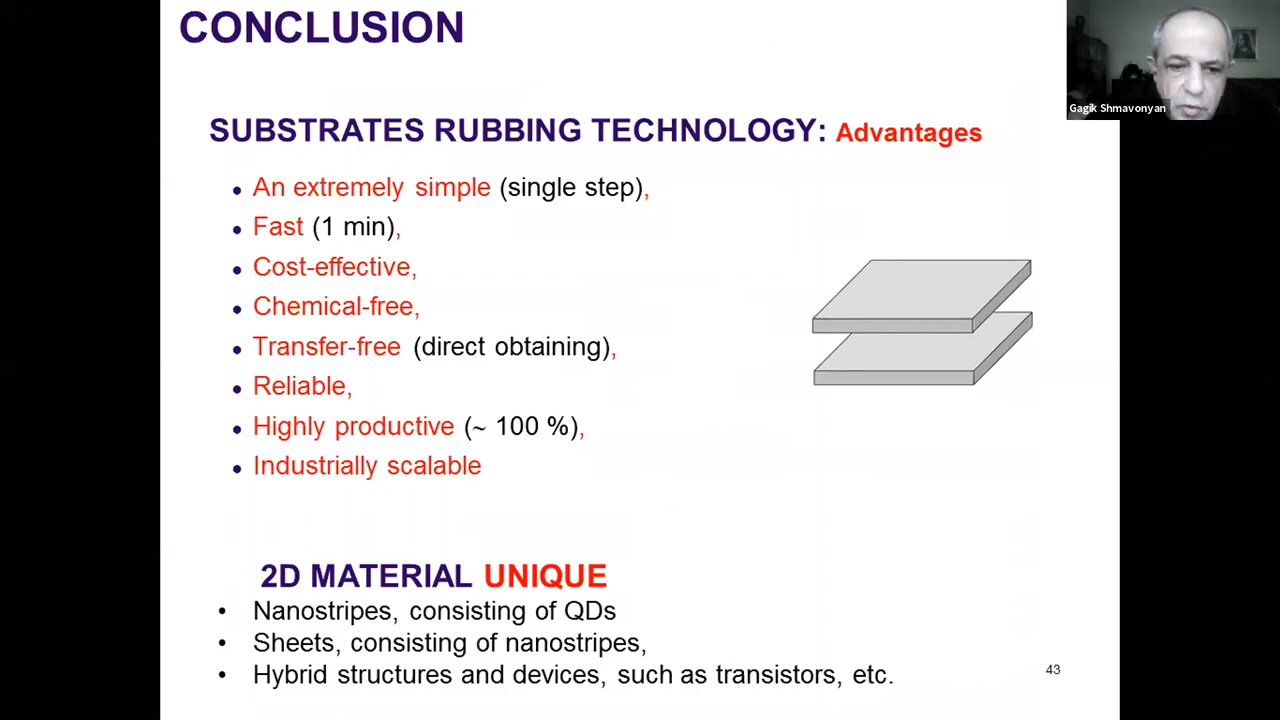 CONCLUSION
Gagik Shmavonyan
SUBSTRATES RUBBING TECHNOLOGY: Advantages
• An extremely simple (single step),
• Fast (1 min),
• Cost-effective,
• Chemical-free,
• Transfer-free (direct obtaining),
• Reliable,
• Highly productive (~ 100 %),
• Industrially scalable
2D MATERIAL UNIQUE
• Nanostripes, consisting of QDs
• Sheets, consisting of nanostripes,
• Hybrid structures and devices, such as transistors, etc.
43